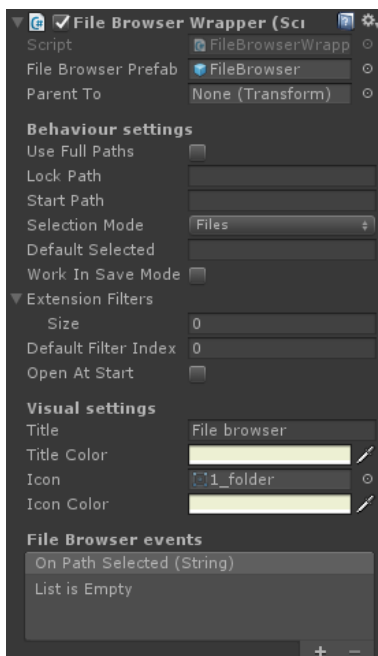 File Browser Wrapper (Scr
Script FileBrowserWrapp
File Browser Prefab FileBrowser
Parent To None (Transform)
Behaviour settings
Use Full Paths
Lock Path
Start Path
Selection Mode Files
Default Selected
Work In Save Mode
Extension Filters
Size 0
Default Filter Index 0
Open At Start
Visual settings
Title File browser
Title Color
Icon 1_folder
Icon Color
File Browser events
On Path Selected (String)
List is Empty